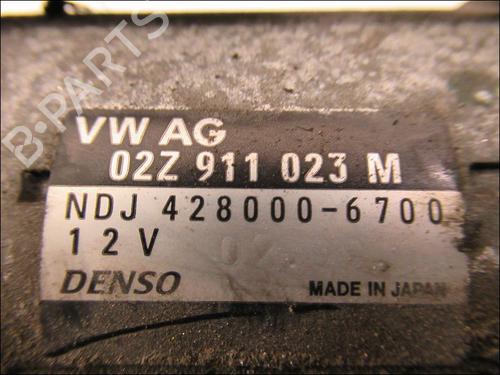 B-PARTS
VW AG
02Z 911 023 M
NDJ 428000-6700
12V
DENSO
MADE IN JAPAN